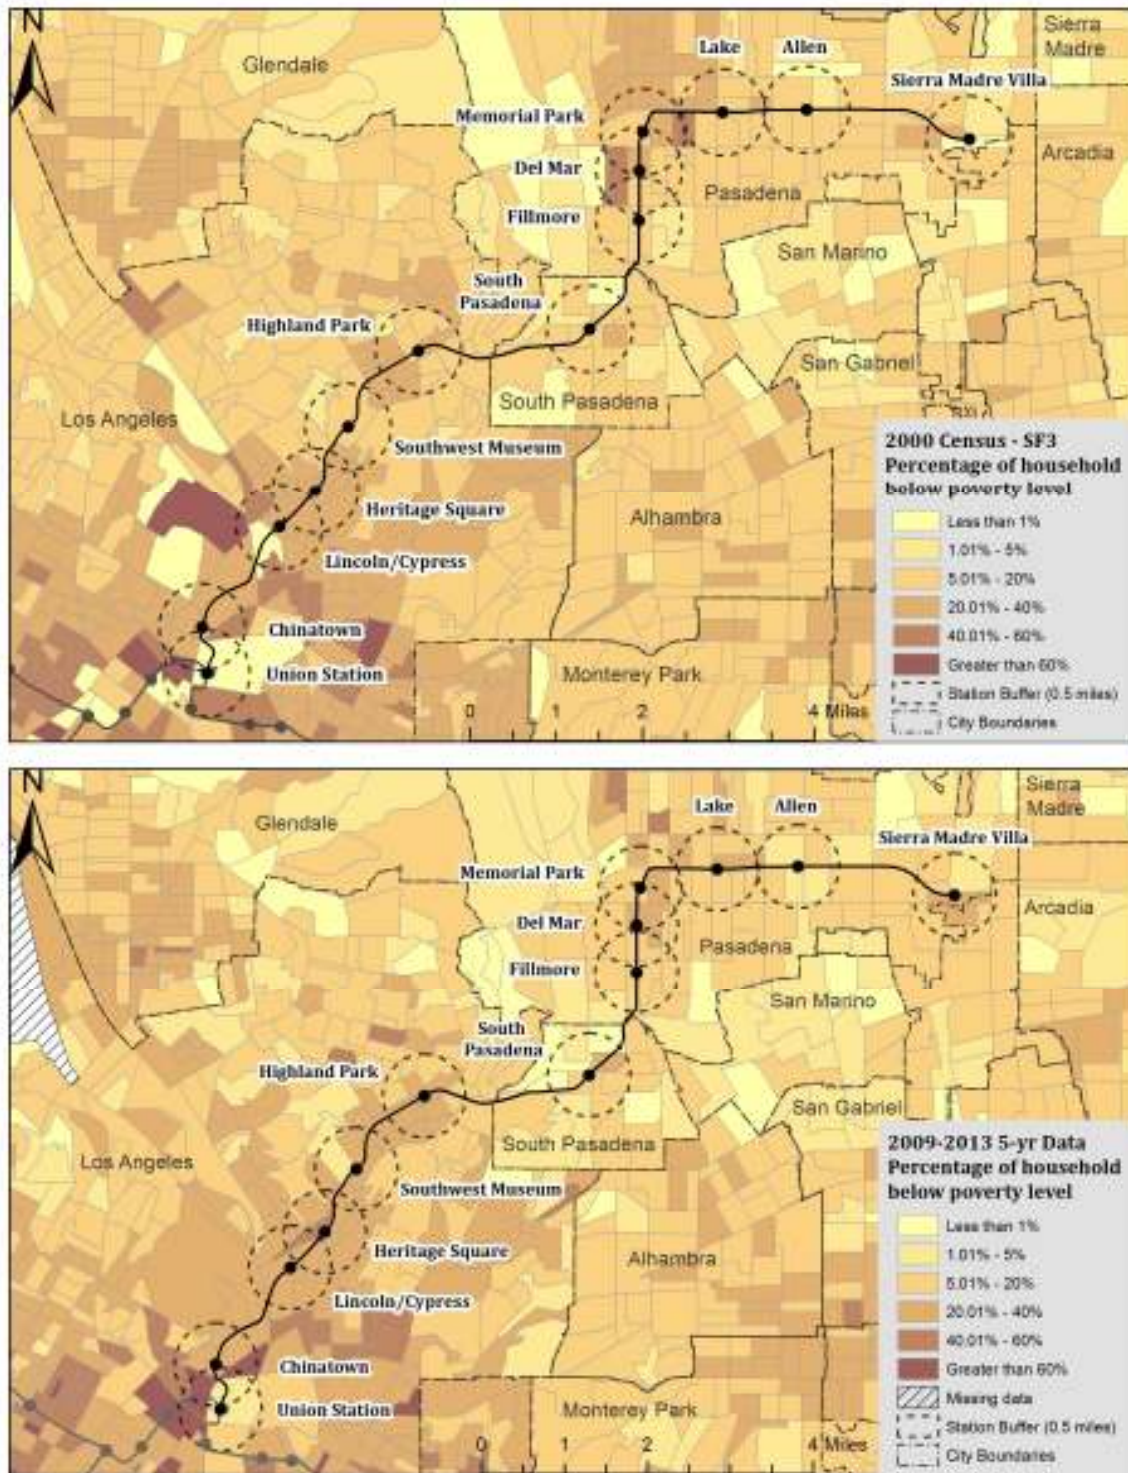 N
Glendale
Lake
Allen
Sierra
Madre
Sierra Madre Villa
Memorial Park
Arcadia
Del Mar
Pasadena
Fillmore
San Marino
South
Pasadena
Highland Park
San Gabriel
Los Angeles
South Pasadena
2000 Census - SF3
Percentage of household
below poverty level
Southwest Museum
Heritage Square
Alhambra
Less than 1%
1.01% - 5%
Lincoln/Cypress
5.01% - 20%
20.01% - 40%
Chinatown
40.01% - 60%
Union Station
Monterey Park
Greater than 60%
Station Buffer (0.5 miles)
0 1 2 4 Miles
City Boundaries
N
Glendale
Lake
Allen
Sierra
Madre
Sierra Madre Villa
Memorial Park
Arcadia
Del Mar
Pasadena
Fillmore
San Marino
South
Pasadena
Highland Park
San Gabriel
Los Angeles
South Pasadena
2009-2013 5-yr Data
Percentage of household
below poverty level
Southwest Museum
Heritage Square
Alhambra
Less than 1%
1.01% - 5%
Lincoln/Cypress
5.01% - 20%
20.01% - 40%
40.01% - 60%
Chinatown
Greater than 60%
Union Station
Monterey Park
Missing data
Station Buffer (0.5 miles)
0 1 2 4 Miles
City Boundaries